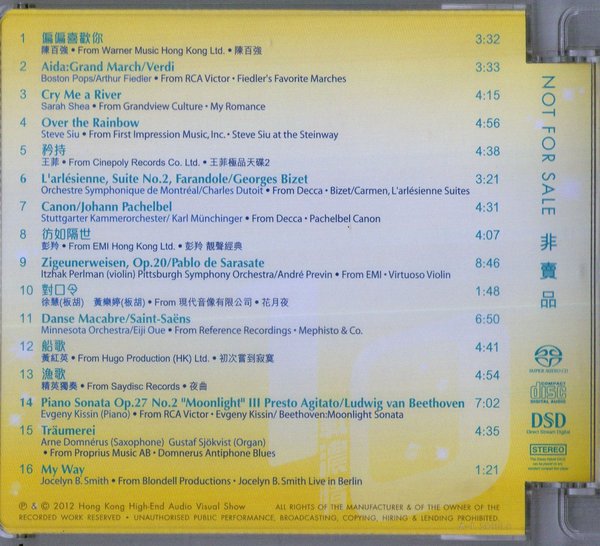 1 偏偏喜歡你 3:32
陳百強 • From Warner Music Hong Kong Ltd. • 陳百強
2 Aida:Grand March/Verdi 3:33
Boston Pops/Arthur Fiedler • From RCA Victor • Fiedler's Favorite Marches
3 Cry Me a River 4:15
Sarah Shea • From Grandview Culture • My Romance
4 Over the Rainbow 4:56
Steve Siu • From First Impression Music, Inc. • Steve Siu at the Steinway
5 矜持 4:38
王菲 • From Cinepoly Records Co. Ltd. • 王菲極品天碟2
6 L'arlésienne, Suite No.2, Farandole/Georges Bizet 3:21
Orchestre Symphonique de Montréal/Charles Dutoit • From Decca • Bizet/Carmen, L'arlésienne Suites
7 Canon/Johann Pachelbel 4:31
Stuttgarter Kammerorchester/ Karl Münchinger • From Decca • Pachelbel Canon
8 彷如隔世 4:07
彭羚 • From EMI Hong Kong Ltd. • 彭羚 靚聲經典
9 Zigeunerweisen, Op.20/Pablo de Sarasate 8:46
Itzhak Perlman (violin) Pittsburgh Symphony Orchestra/André Previn • From EMI • Virtuoso Violin
10 對口令 1:48
徐慧(板胡) 黃樂婷(板胡) • From 現代音像有限公司 • 花月夜
11 Danse Macabre/Saint-Saëns 6:50
Minnesota Orchestra/Eiji Oue • From Reference Recordings • Mephisto & Co.
12 船歌 4:41
黃紅英 • From Hugo Production (HK) Ltd. • 初次嘗到寂寞
13 漁歌 4:54
精英獨奏 • From Saydisc Records • 夜曲
14 Piano Sonata Op.27 No.2 "Moonlight" III Presto Agitato/Ludwig van Beethoven 7:02
Evgeny Kissin (Piano) • From RCA Victor • Evgeny Kissin/ Beethoven:Moonlight Sonata
15 Träumerei 4:35
Arne Domnérus (Saxophone) Gustaf Sjökvist (Organ)
• From Proprius Music AB • Domnerus Antiphone Blues
16 My Way 1:21
Jocelyn B. Smith • From Blondell Productions • Jocelyn B. Smith Live in Berlin
℗ & © 2012 Hong Kong High-End Audio Visual Show ALL RIGHTS OF THE MANUFACTURER & OF THE OWNER OF THE
RECORDED WORK RESERVED • UNAUTHORISED PUBLIC PERFORMANCE, BROADCASTING, COPYING, HIRING & LENDING PROHIBITED.
NOT FOR SALE 非賣品
SUPER AUDIO CD
COMPACT
disc
DIGITAL AUDIO
DSD
Direct Stream Digital
STEREO